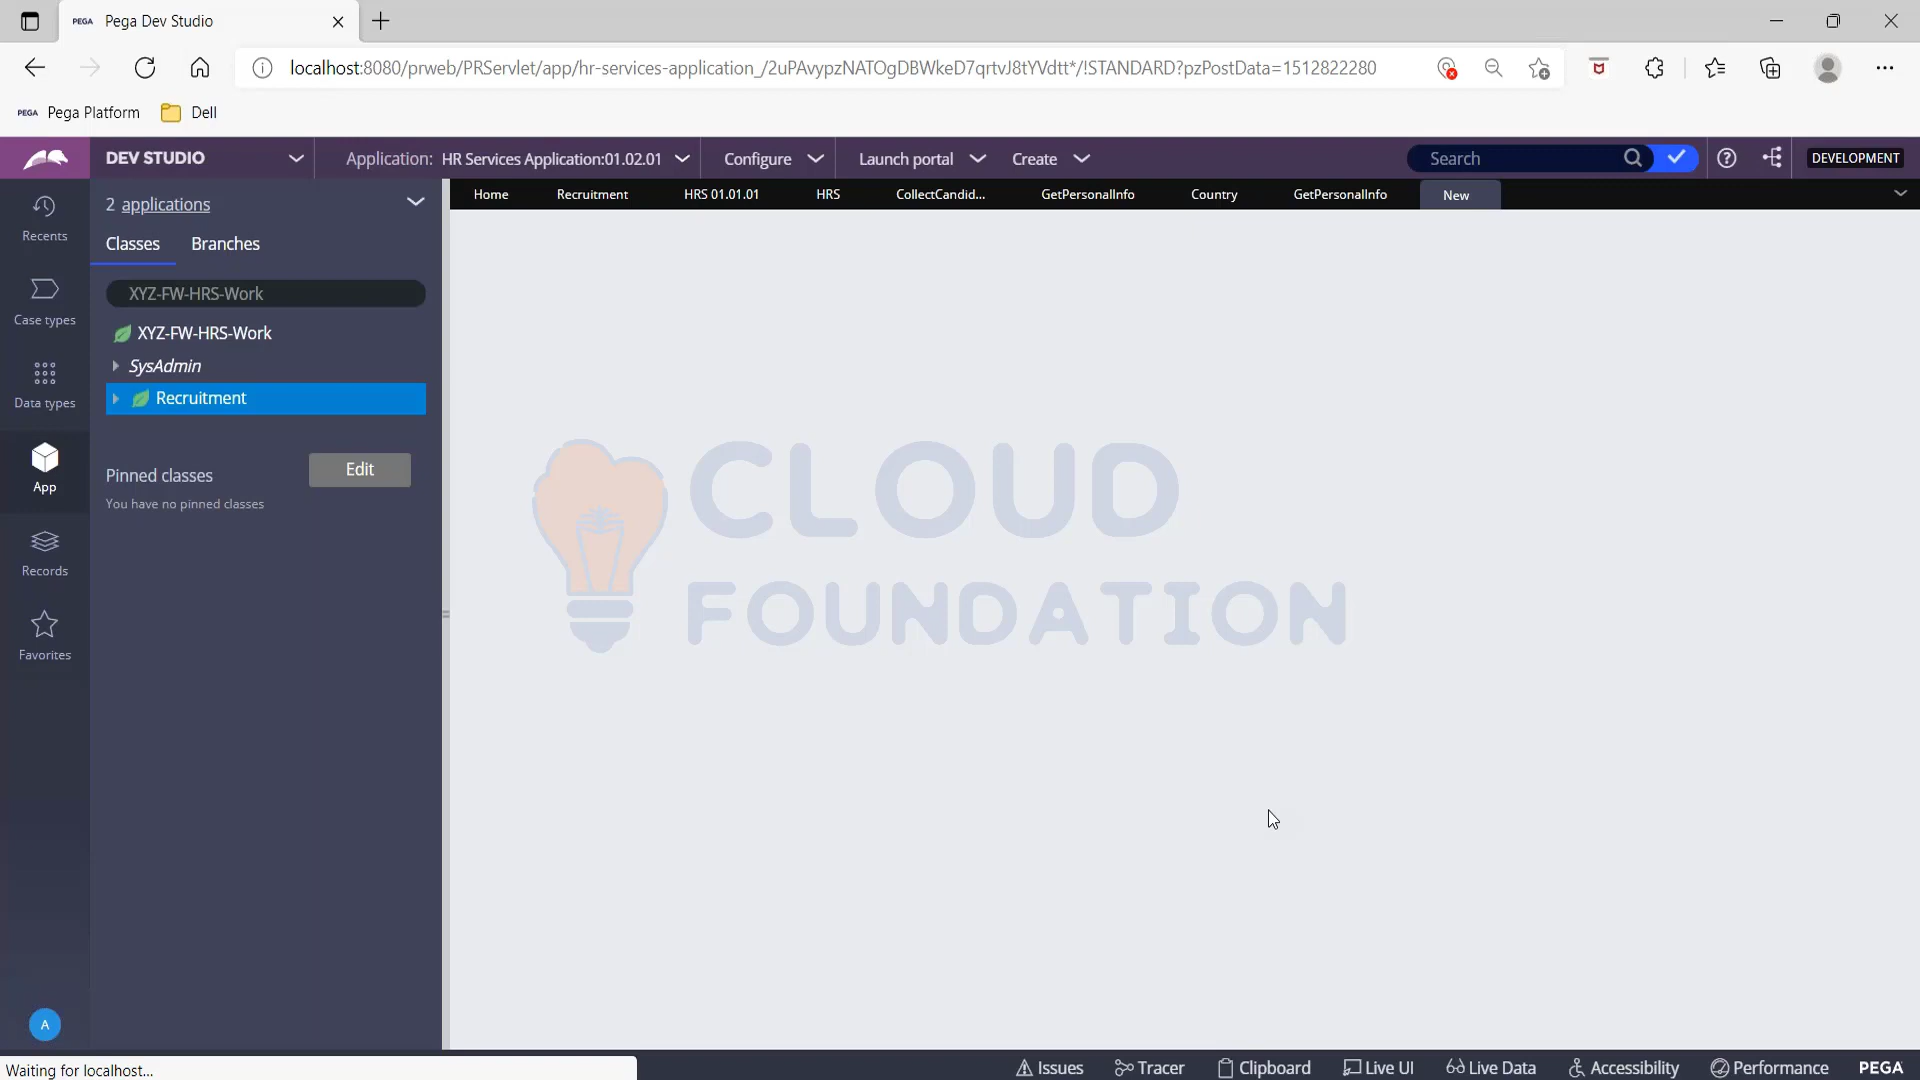 PEGA Pega Dev Studio
localhost:8080/prweb/PRServlet/app/hr-services-application_/2uPAvypzNATOgDBWkeD7qrtvJ8tYVdtt*/!STANDARD?pzPostData=1512822280
PEGA Pega Platform Dell
DEV STUDIO Application: HR Services Application:01.02.01 Configure Launch portal Create Search DEVELOPMENT
Home Recruitment HRS 01.01.01 HRS CollectCandid... GetPersonalInfo Country GetPersonalInfo New
Recents
Case types
Data types
App
Records
Favorites
A
2 applications
Classes Branches
XYZ-FW-HRS-Work
XYZ-FW-HRS-Work
SysAdmin
Recruitment
Pinned classes Edit
You have no pinned classes
CLOUD
FOUNDATION
Waiting for localhost...
Issues Tracer Clipboard Live UI Live Data Accessibility Performance PEGA